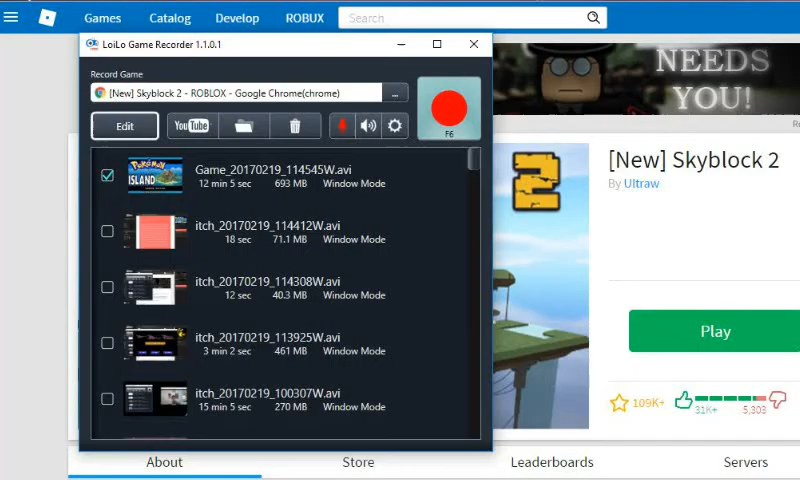 Games
Catalog
Develop
ROBUX
Search
LoiLo Game Recorder 1.1.0.1
NEEDS
YOU!
Record Game
[New] Skyblock 2 - ROBLOX - Google Chrome(chrome)
...
F6
Edit
YouTube
POKÉMON
ISLAND
Game_20170219_114545W.avi
12 min 5 sec 693 MB Window Mode
itch_20170219_114412W.avi
18 sec 71.1 MB Window Mode
itch_20170219_114308W.avi
12 sec 40.3 MB Window Mode
itch_20170219_113925W.avi
3 min 2 sec 461 MB Window Mode
itch_20170219_100307W.avi
15 min 5 sec 270 MB Window Mode
2
[New] Skyblock 2
By Ultraw
Play
109K+
31K+
5,303
About
Store
Leaderboards
Servers